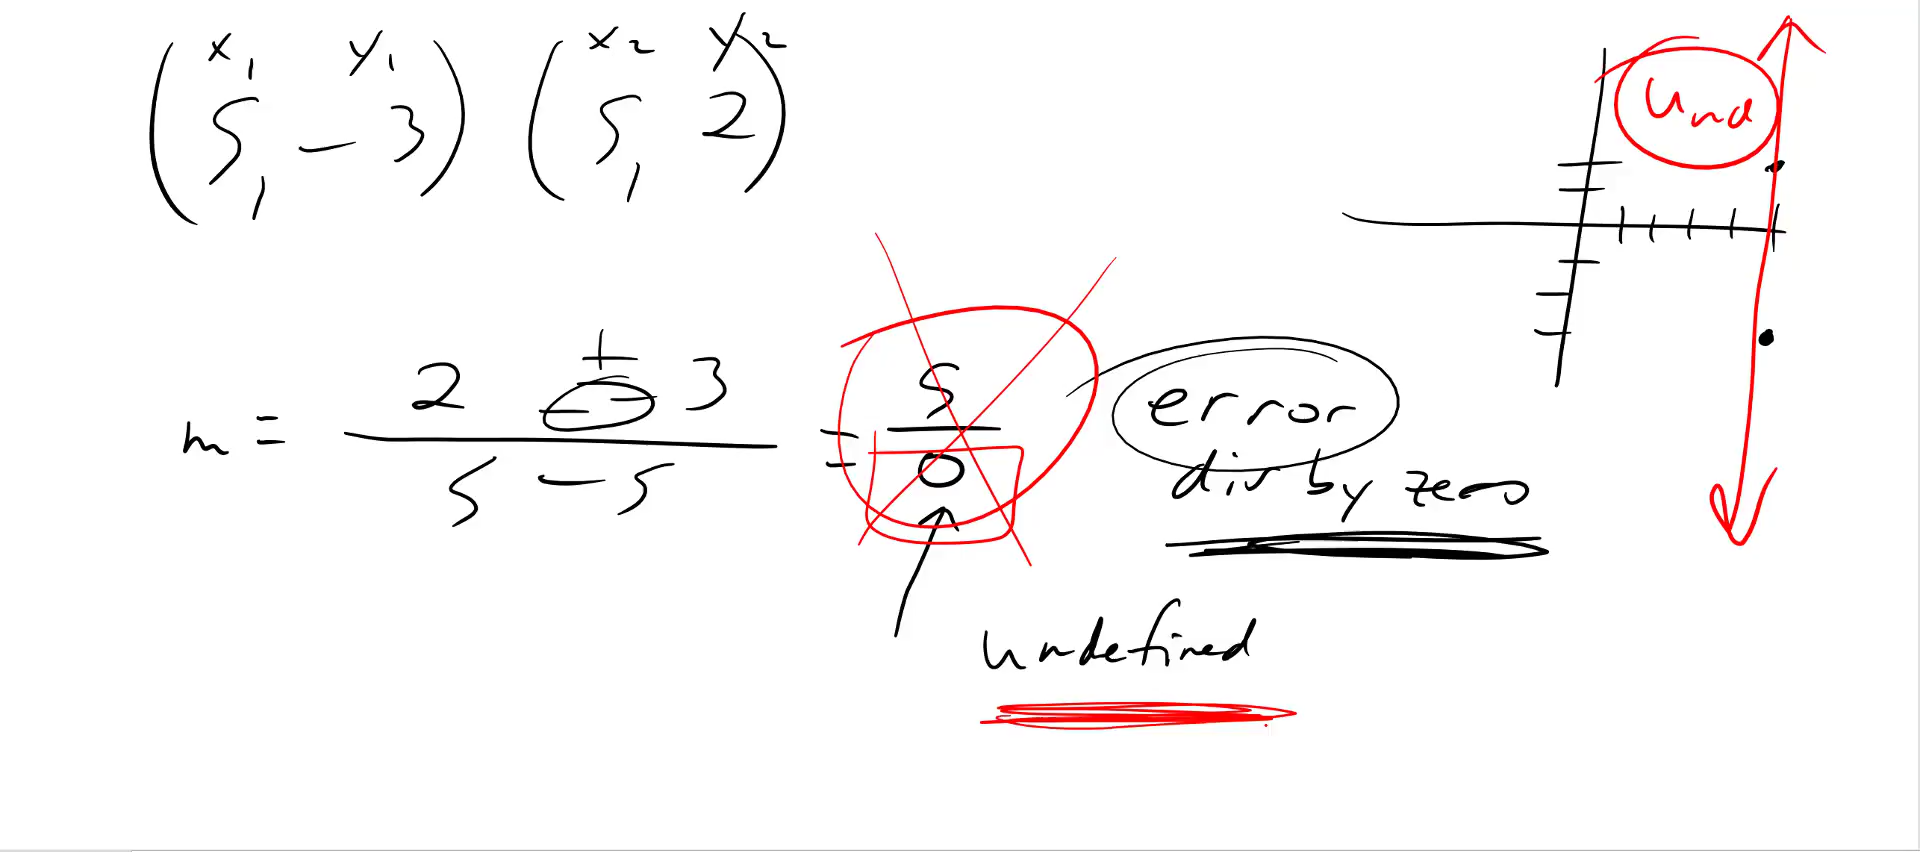 x₁ y₁ x₂ y₂
(5, -3) (5, 2)
Und
m = (2 - - 3)/(5 - 5) = 5/0
+
error
div by zero
undefined